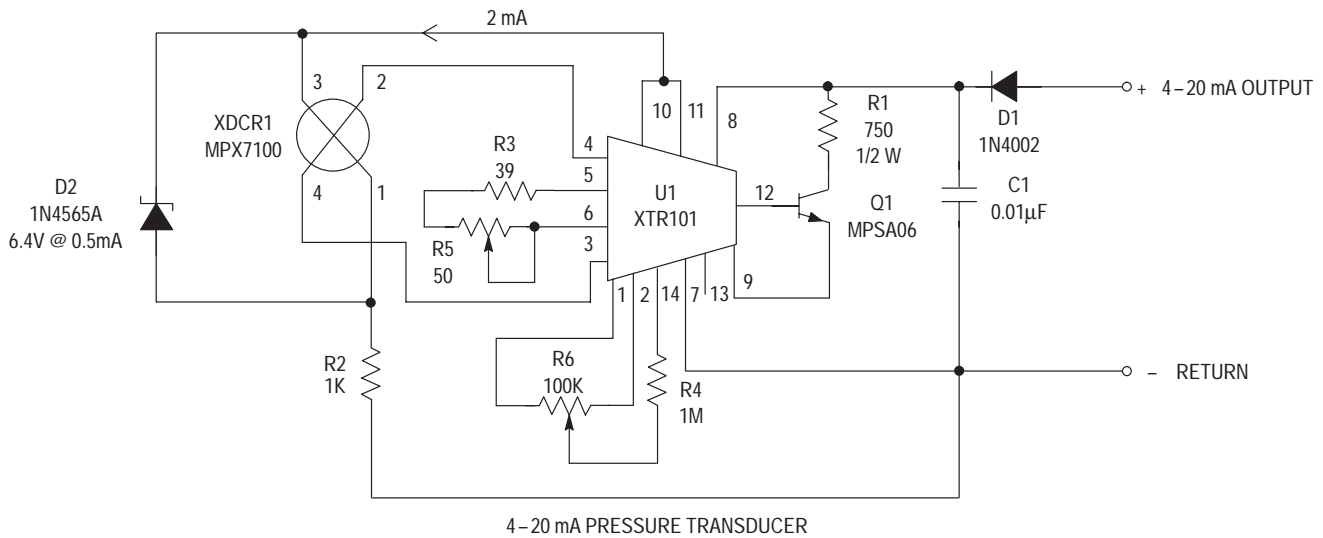 2 mA
3
2
XDCR1
MPX7100
4
1
D2
1N4565A
6.4V @ 0.5mA
R3
39
R5
50
4
5
6
3
10
11
8
U1
XTR101
12
R1
750
1/2 W
Q1
MPSA06
D1
1N4002
C1
0.01µF
+ 4–20 mA OUTPUT
1
2
14
7
13
9
R2
1K
R6
100K
R4
1M
– RETURN
4–20 mA PRESSURE TRANSDUCER